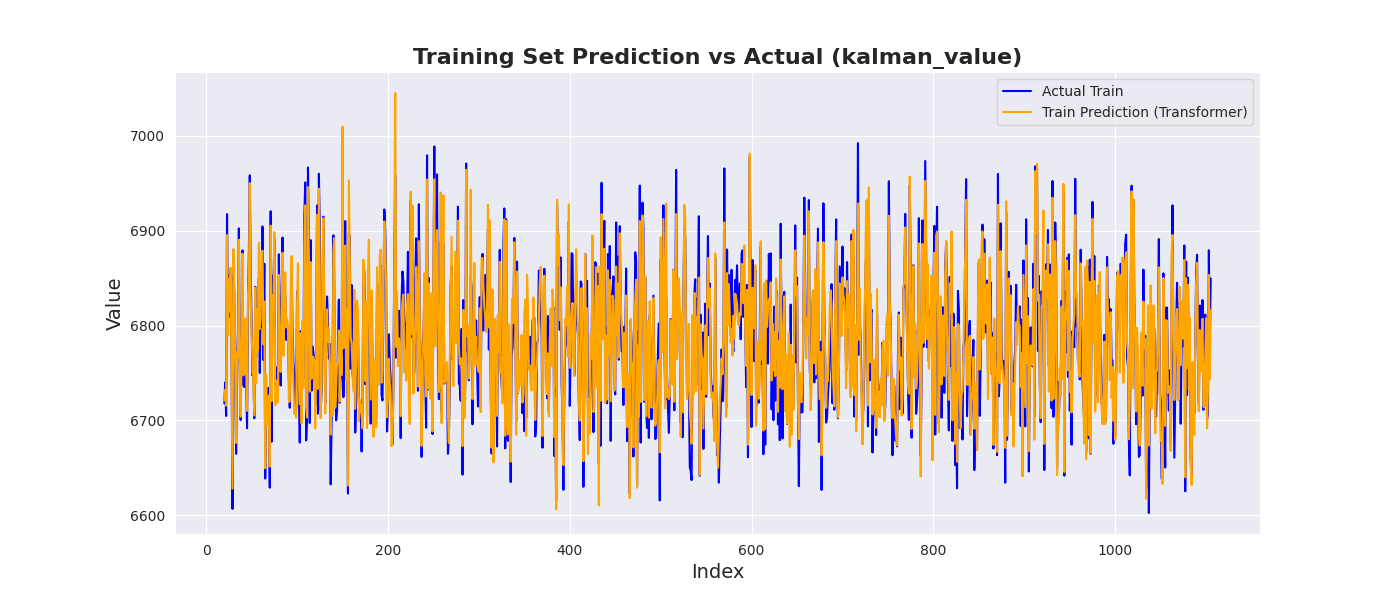 Training Set Prediction vs Actual (kalman_value)
Actual Train
Train Prediction (Transformer)
Value
7000
6900
6800
6700
6600
0 200 400 600 800 1000
Index